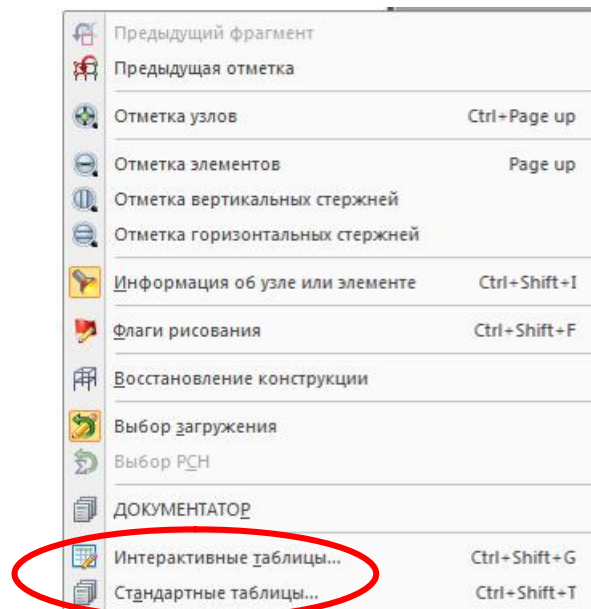 Предыдущий фрагмент
Предыдущая отметка
Отметка узлов Ctrl+Page up
Отметка элементов Page up
Отметка вертикальных стержней
Отметка горизонтальных стержней
Информация об узле или элементе Ctrl+Shift+I
Флаги рисования Ctrl+Shift+F
Восстановление конструкции
Выбор загружения
Выбор РСН
ДОКУМЕНТАТОР
Интерактивные таблицы... Ctrl+Shift+G
Стандартные таблицы... Ctrl+Shift+T